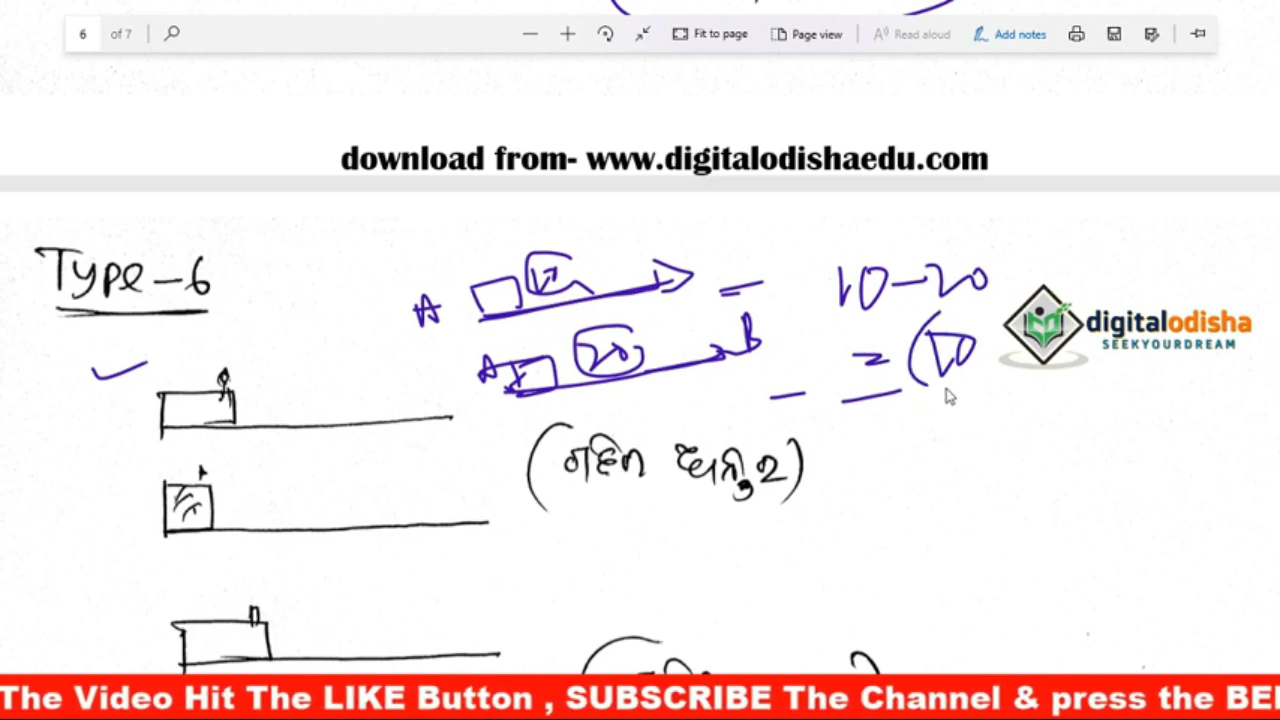 6 of 7 Fit to page Page view Read aloud Add notes
download from- www.digitalodishaedu.com
Type-6
A = 10-20
A 20 B = (10
digitalodisha
SEEKYOURDREAM
The Video Hit The LIKE Button , SUBSCRIBE The Channel & press the BEL